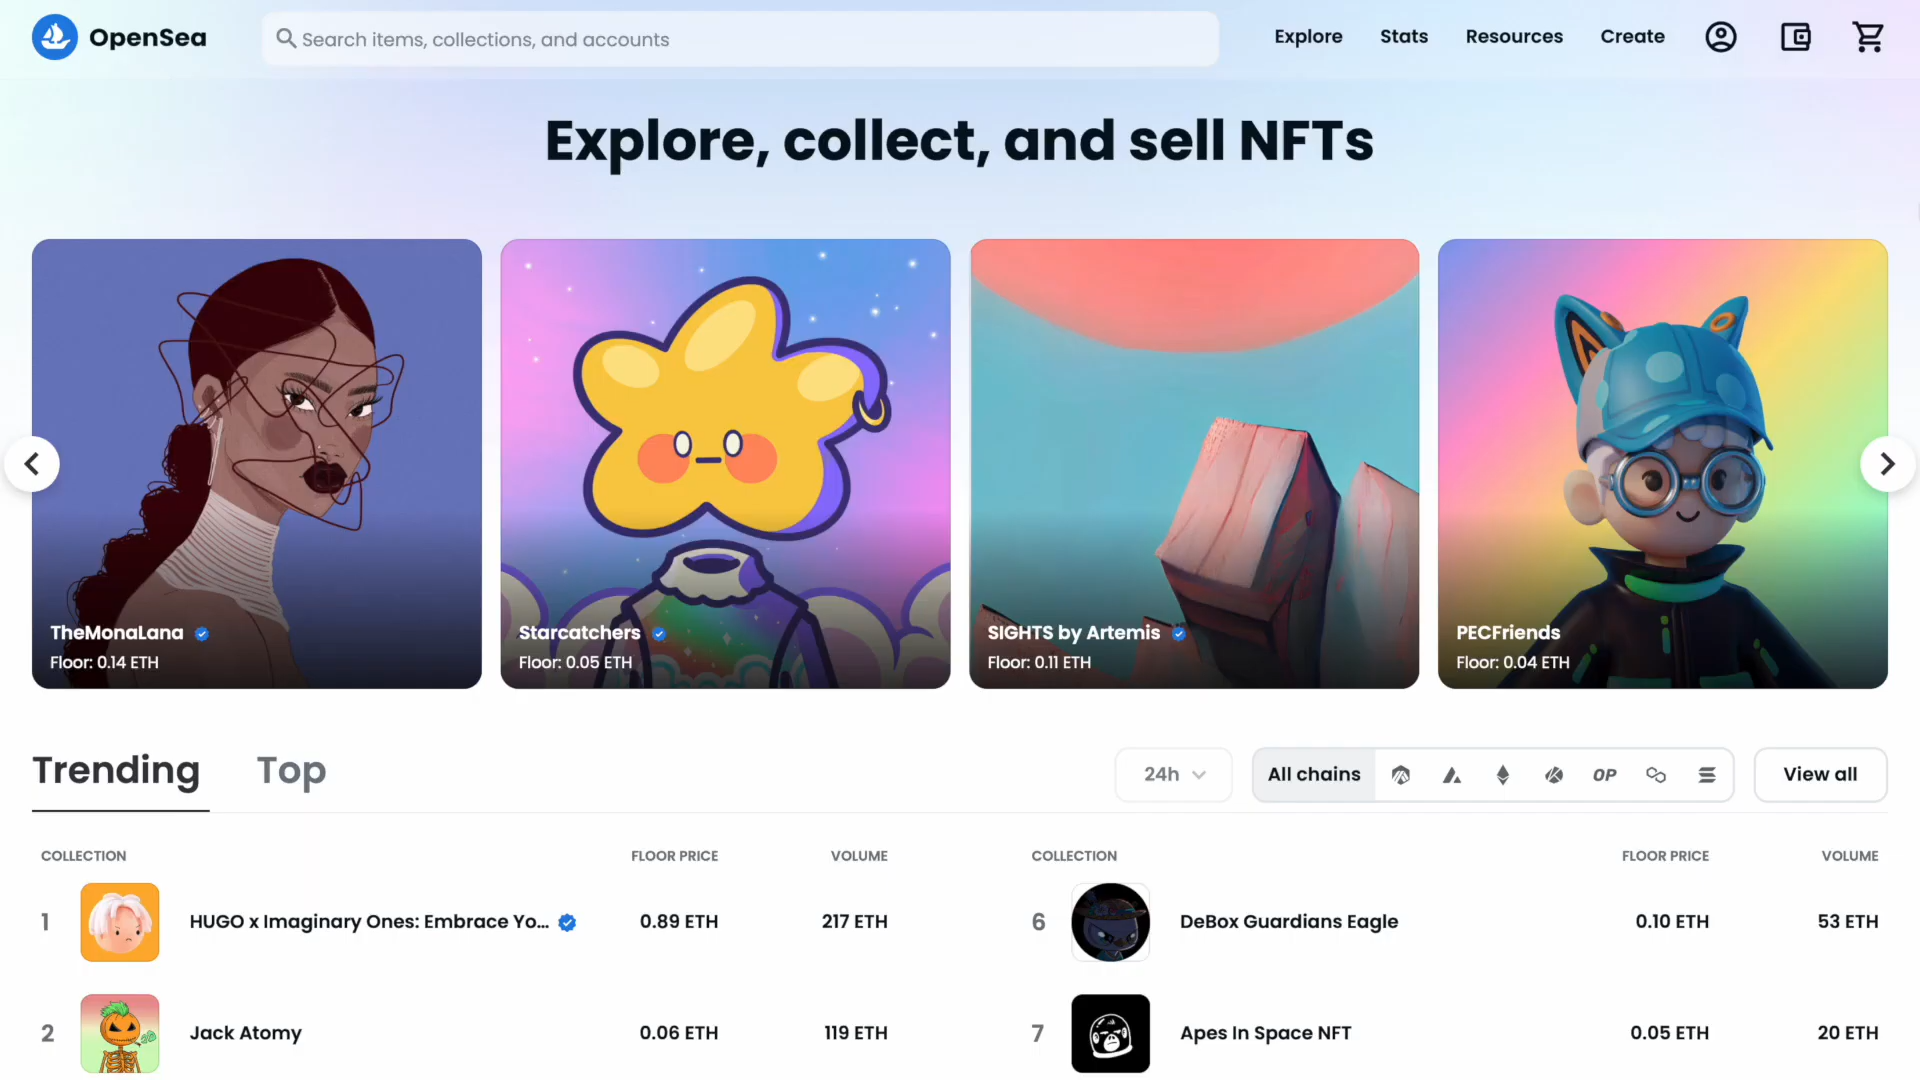 OpenSea
Search items, collections, and accounts
Explore
Stats
Resources
Create
Explore, collect, and sell NFTs
TheMonaLana
Floor: 0.14 ETH
Starcatchers
Floor: 0.05 ETH
SIGHTS by Artemis
Floor: 0.11 ETH
PECFriends
Floor: 0.04 ETH
Trending
Top
24h
All chains
OP
View all
COLLECTION FLOOR PRICE VOLUME
1 HUGO x Imaginary Ones: Embrace Yo... 0.89 ETH 217 ETH
2 Jack Atomy 0.06 ETH 119 ETH
COLLECTION FLOOR PRICE VOLUME
6 DeBox Guardians Eagle 0.10 ETH 53 ETH
7 Apes In Space NFT 0.05 ETH 20 ETH